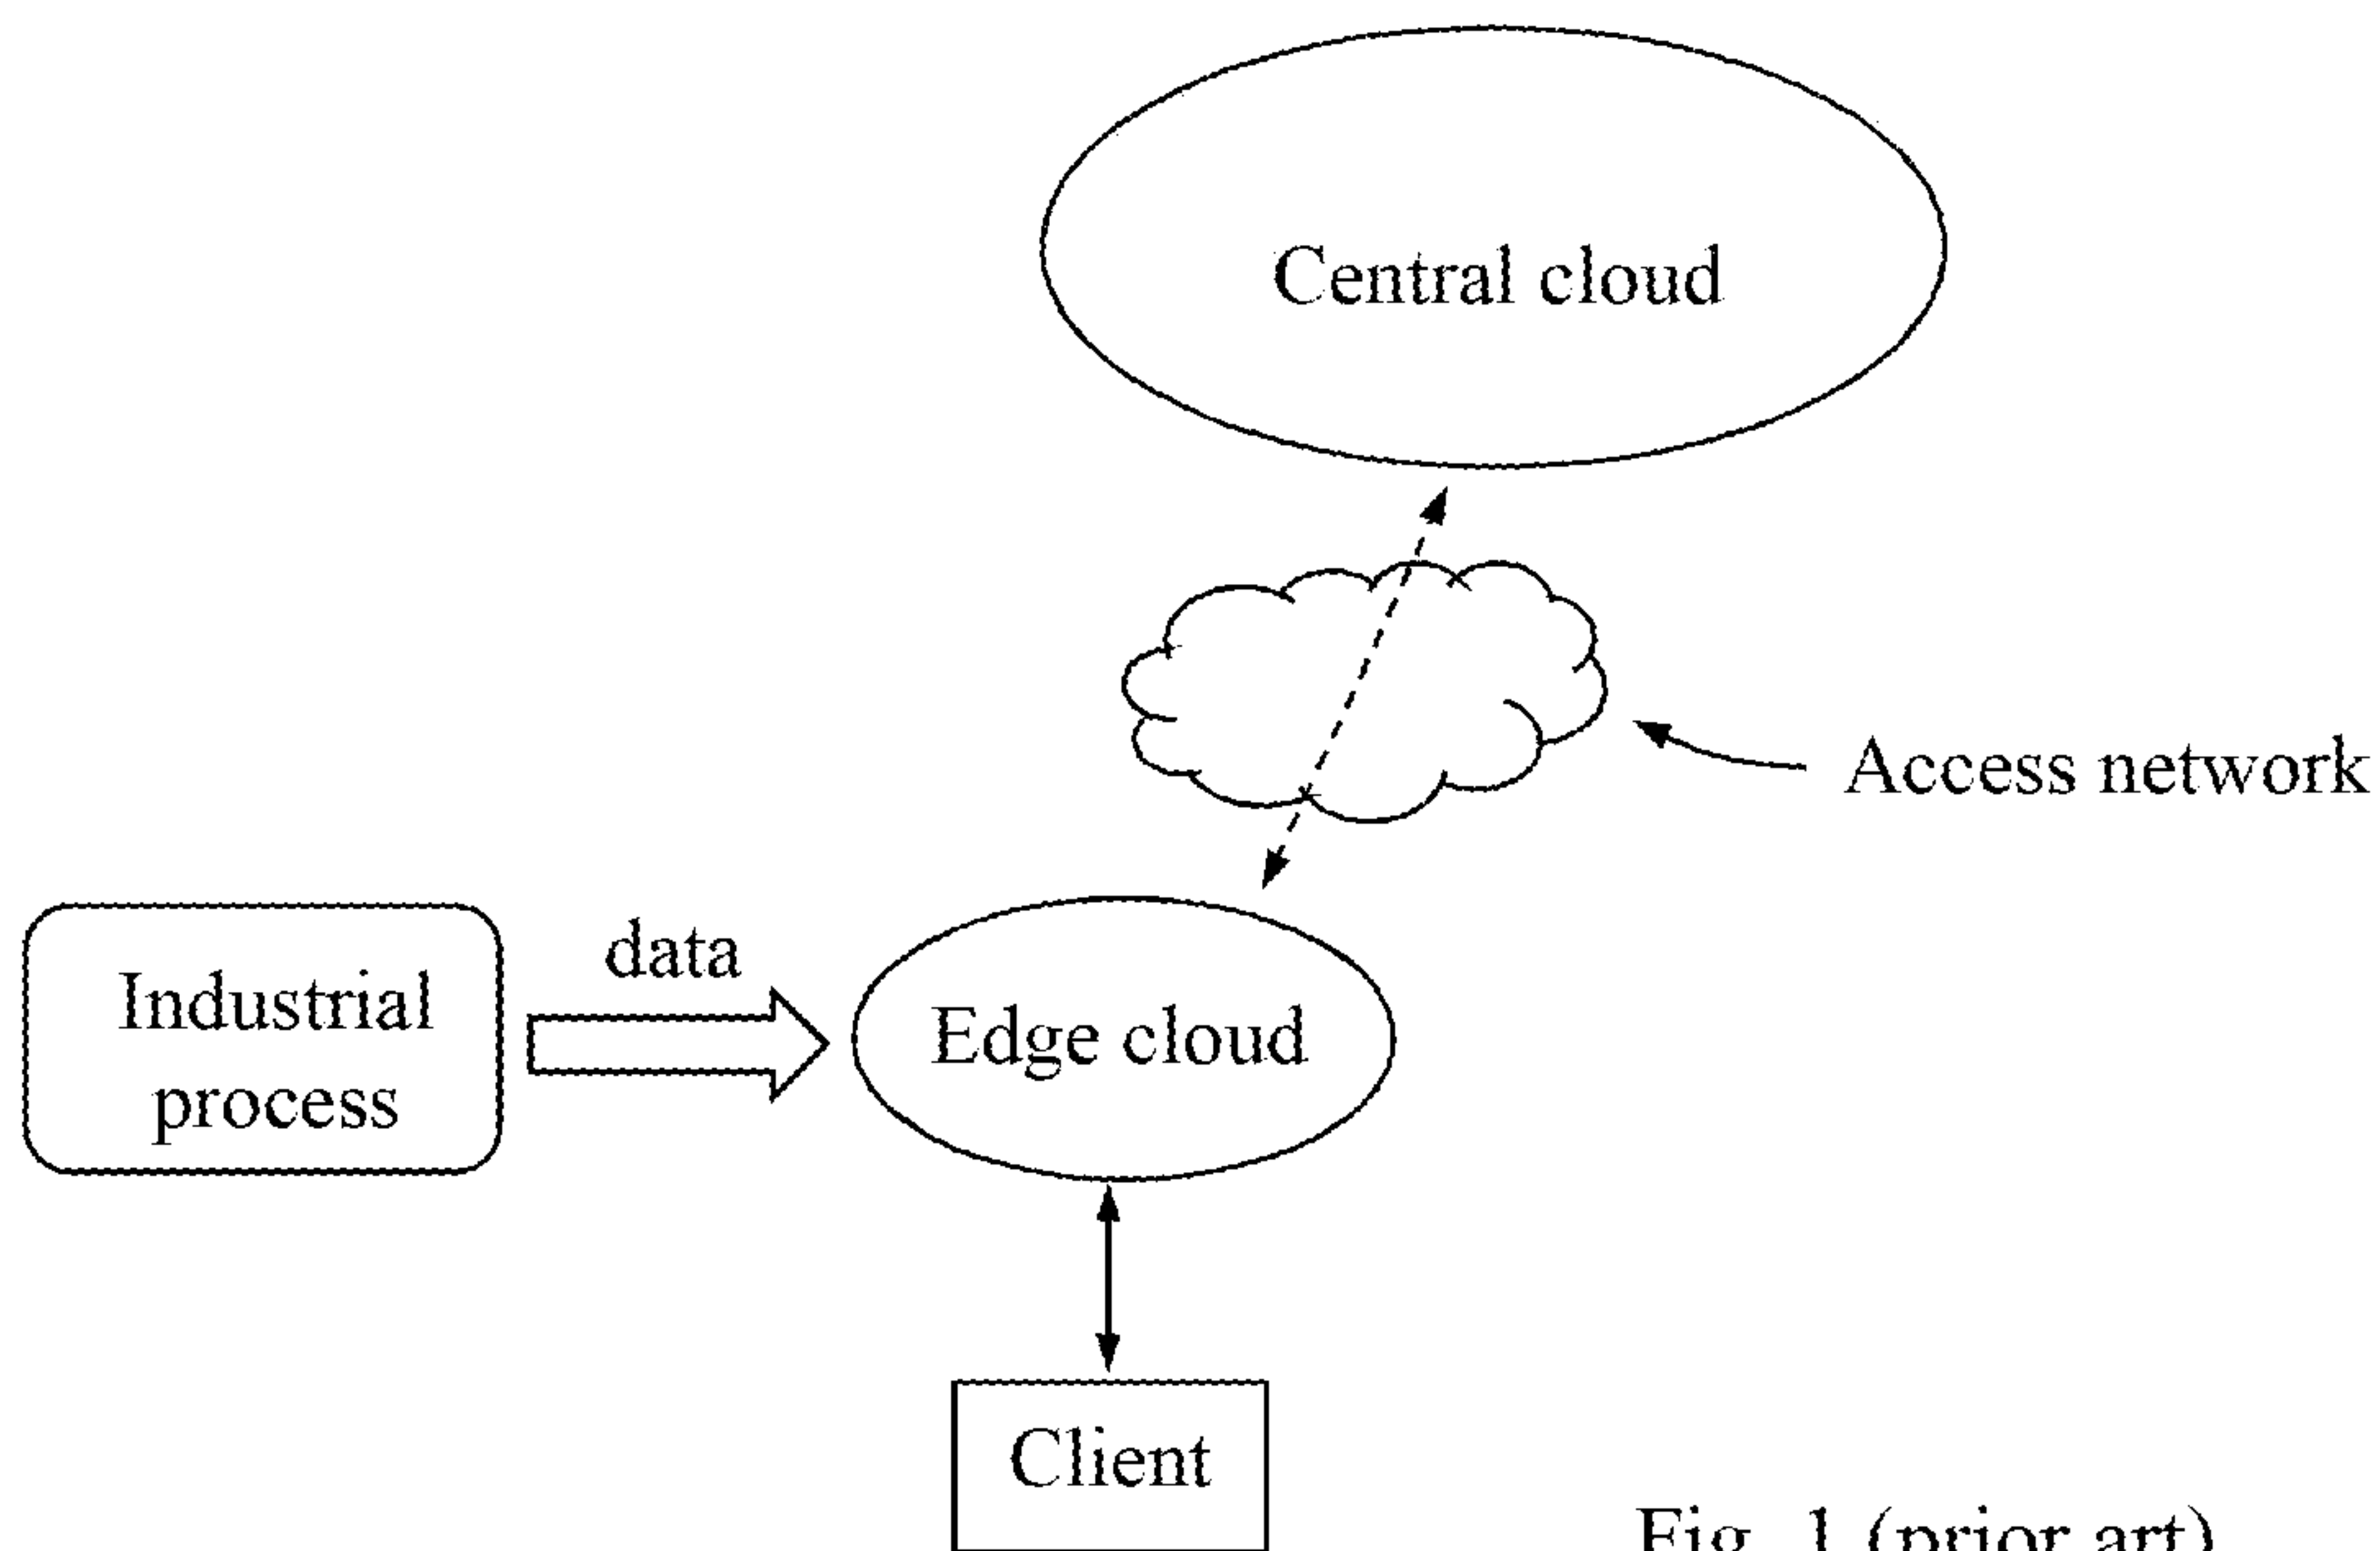 Central cloud
Access network
data
Industrial
process
Edge cloud
Client
Fig. 1 (prior art)